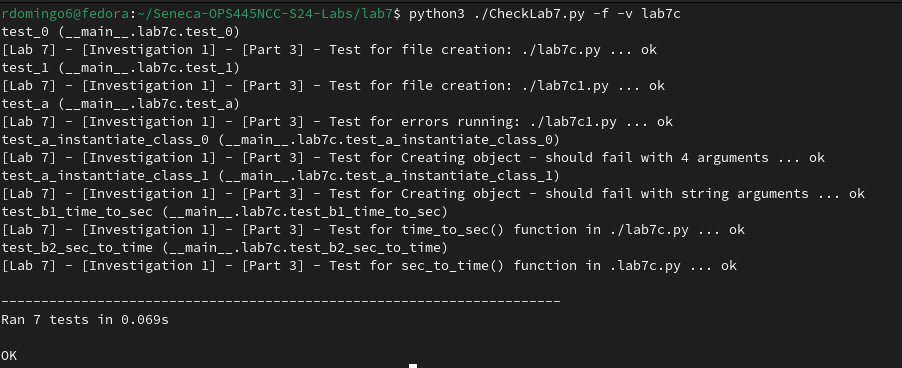 rdomingo6@fedora:~/Seneca-OPS445NCC-S24-Labs/lab7$ python3 ./CheckLab7.py -f -v lab7c
test_0 (__main__.lab7c.test_0)
[Lab 7] - [Investigation 1] - [Part 3] - Test for file creation: ./lab7c.py ... ok
test_1 (__main__.lab7c.test_1)
[Lab 7] - [Investigation 1] - [Part 3] - Test for file creation: ./lab7c1.py ... ok
test_a (__main__.lab7c.test_a)
[Lab 7] - [Investigation 1] - [Part 3] - Test for errors running: ./lab7c1.py ... ok
test_a_instantiate_class_0 (__main__.lab7c.test_a_instantiate_class_0)
[Lab 7] - [Investigation 1] - [Part 3] - Test for Creating object - should fail with 4 arguments ... ok
test_a_instantiate_class_1 (__main__.lab7c.test_a_instantiate_class_1)
[Lab 7] - [Investigation 1] - [Part 3] - Test for Creating object - should fail with string arguments ... ok
test_b1_time_to_sec (__main__.lab7c.test_b1_time_to_sec)
[Lab 7] - [Investigation 1] - [Part 3] - Test for time_to_sec() function in ./lab7c.py ... ok
test_b2_sec_to_time (__main__.lab7c.test_b2_sec_to_time)
[Lab 7] - [Investigation 1] - [Part 3] - Test for sec_to_time() function in .lab7c.py ... ok
----------------------------------------------------------------------
Ran 7 tests in 0.069s
OK